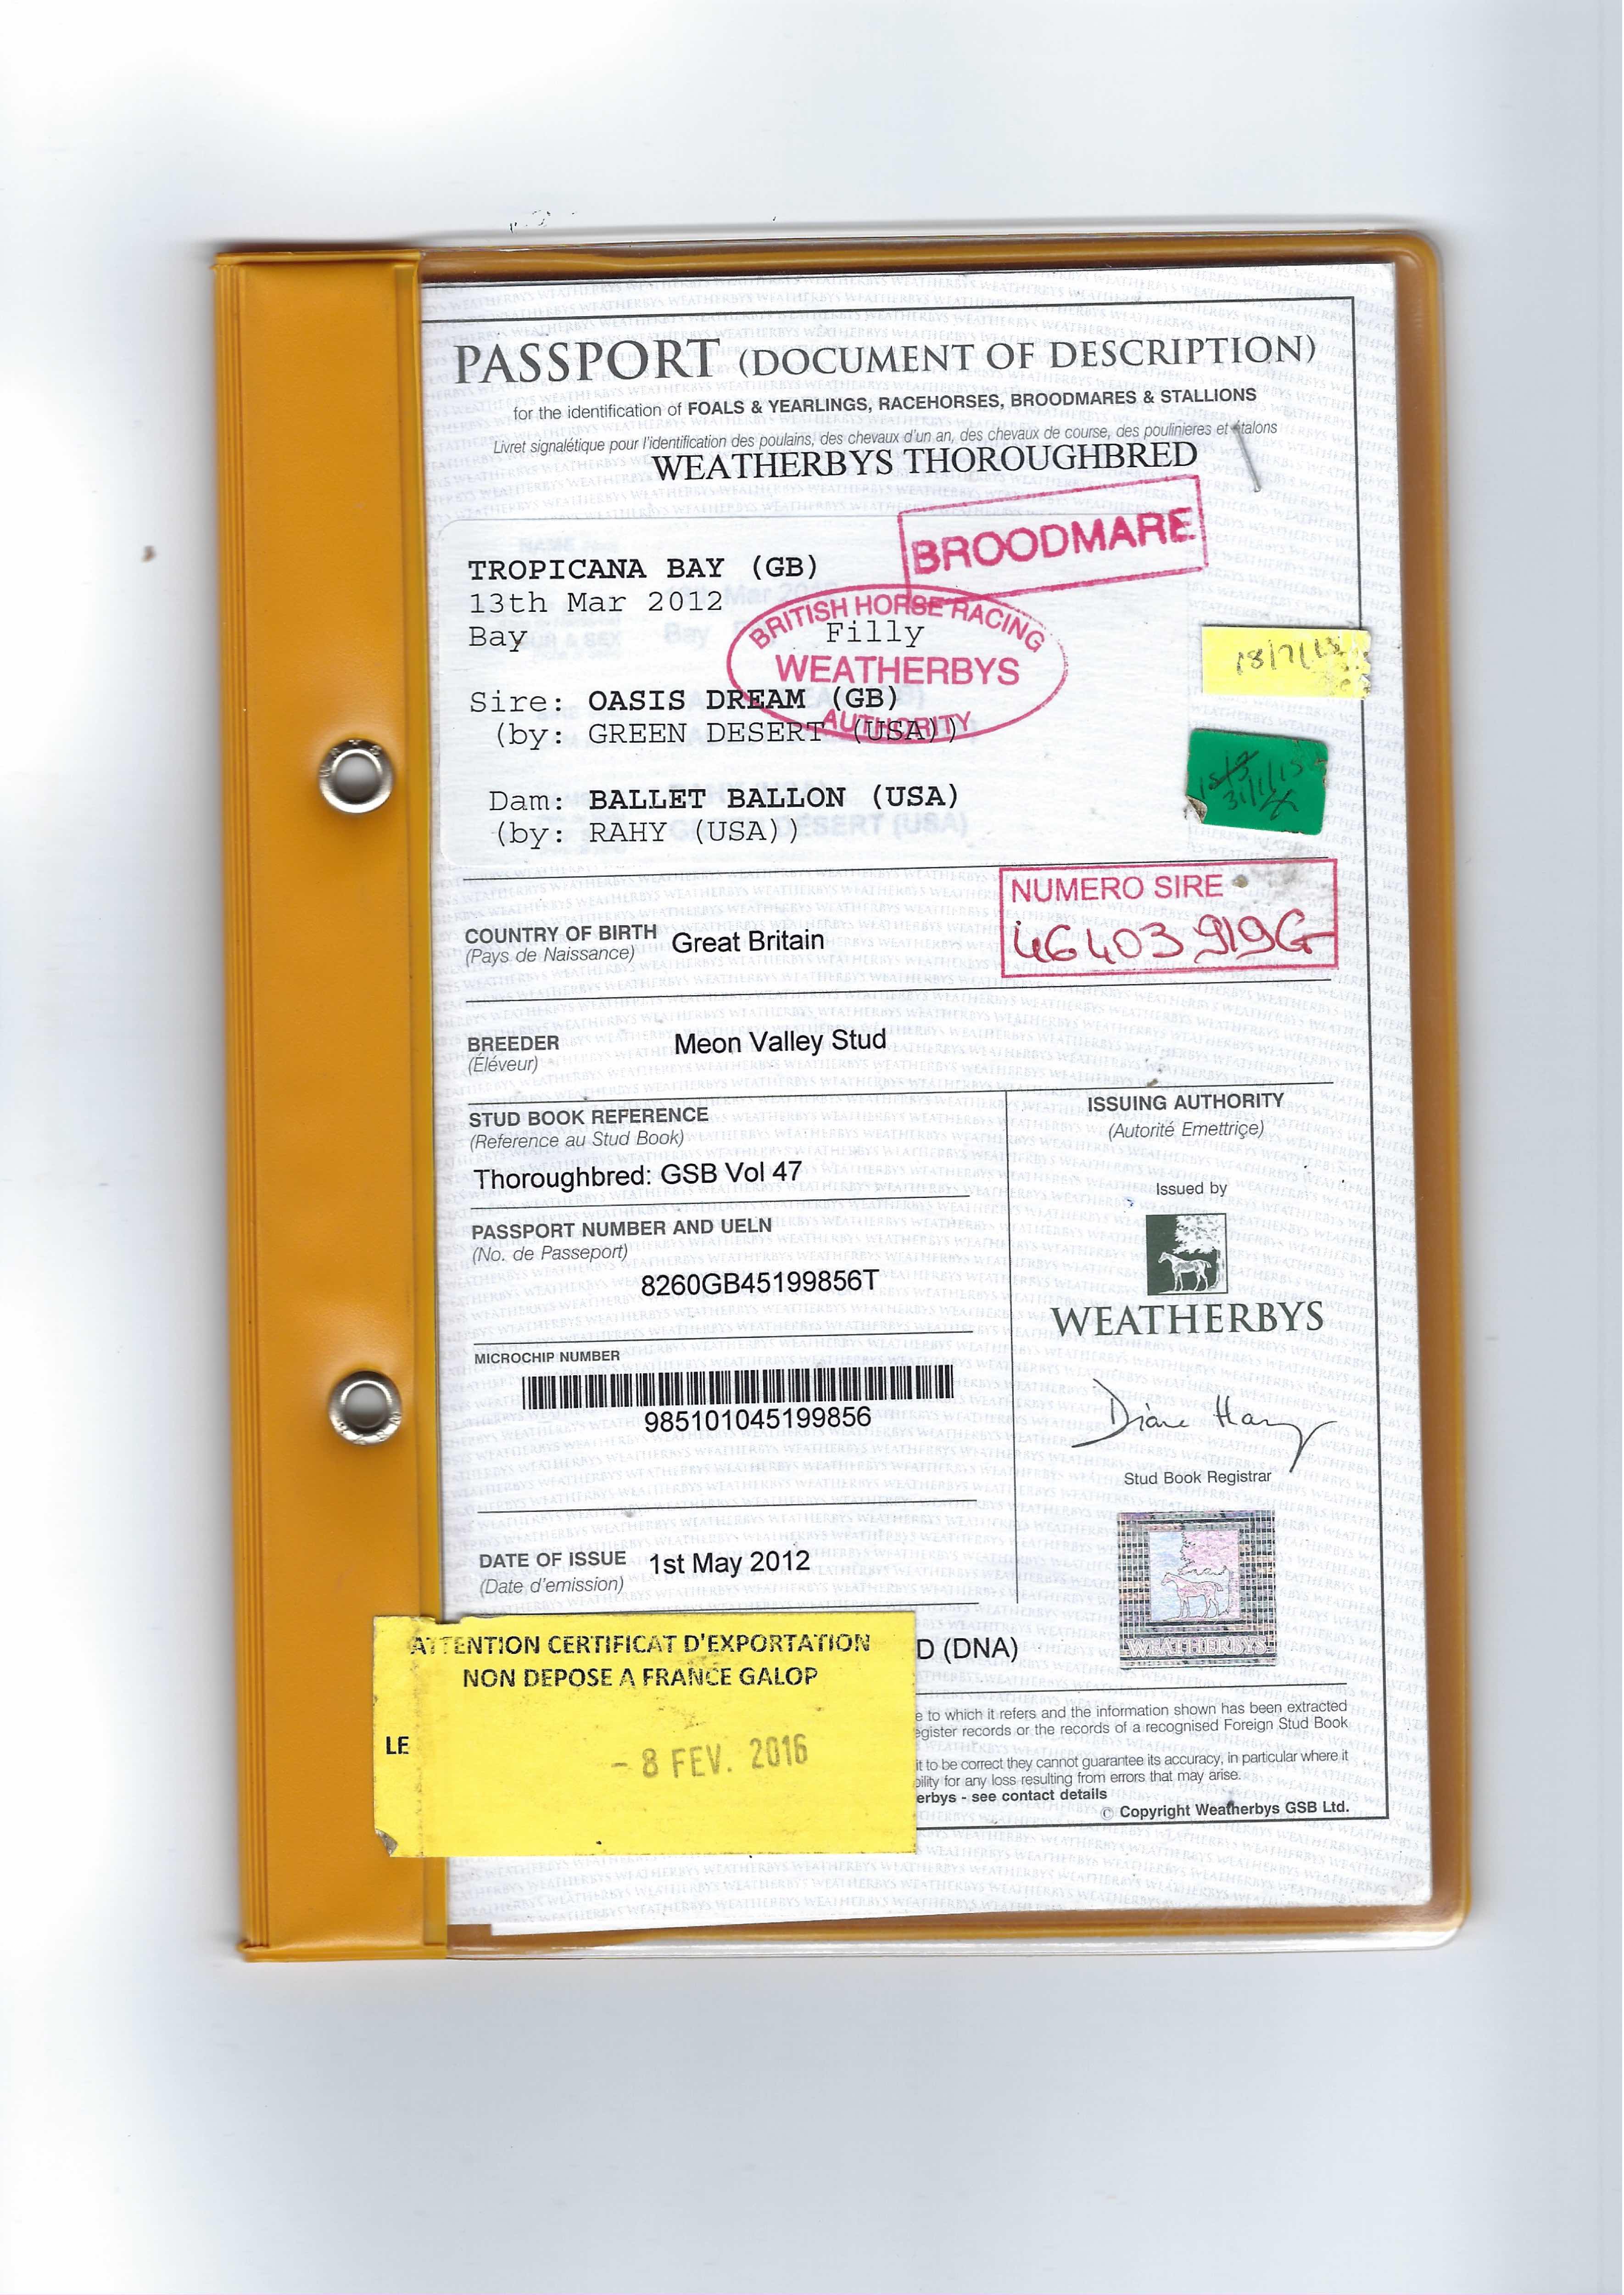 PASSPORT (DOCUMENT OF DESCRIPTION)
for the identification of FOALS & YEARLINGS, RACEHORSES, BROODMARES & STALLIONS
Livret signalétique pour l'identification des poulains, des chevaux d'un an, des chevaux de course, des poulinieres et étalons
WEATHERBYS THOROUGHBRED
BROODMARE
TROPICANA BAY (GB)
13th Mar 2012
Bay Filly
BRITISH HORSE RACING
WEATHERBYS
AUTHORITY
Sire: OASIS DREAM (GB)
(by: GREEN DESERT (USA))
Dam: BALLET BALLON (USA)
(by: RAHY (USA))
NUMERO SIRE
46403 919G
COUNTRY OF BIRTH Great Britain
(Pays de Naissance)
BREEDER Meon Valley Stud
(Éléveur)
STUD BOOK REFERENCE
(Reference au Stud Book)
Thoroughbred: GSB Vol 47
PASSPORT NUMBER AND UELN
(No. de Passeport)
8260GB45199856T
MICROCHIP NUMBER
985101045199856
DATE OF ISSUE 1st May 2012
(Date d'emission)
ISSUING AUTHORITY
(Autorité Emettriçe)
Issued by
WEATHERBYS
Stud Book Registrar
WEATHERBYS
D (DNA)
ATTENTION CERTIFICAT D'EXPORTATION
NON DEPOSE A FRANCE GALOP
LE
- 8 FEV. 2016
e to which it refers and the information shown has been extracted
egister records or the records of a recognised Foreign Stud Book
it to be correct they cannot guarantee its accuracy, in particular where it
bility for any loss resulting from errors that may arise.
erbys - see contact details
© Copyright Weatherbys GSB Ltd.